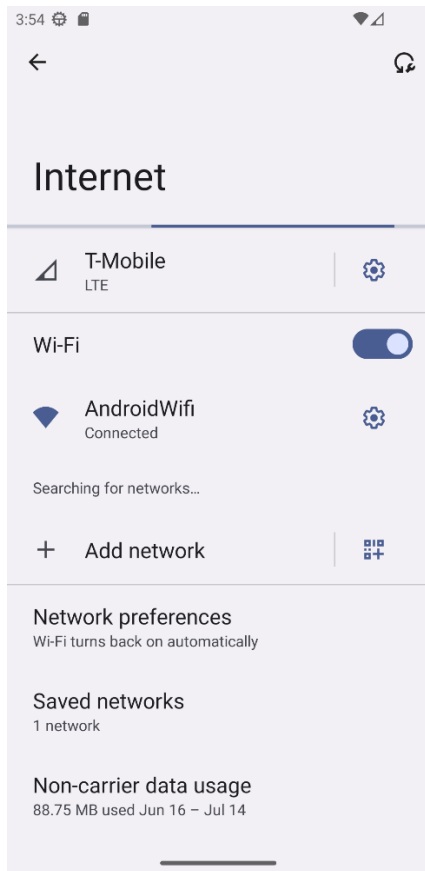 3:54
Internet
T-Mobile
LTE
Wi-Fi
AndroidWifi
Connected
Searching for networks…
Add network
Network preferences
Wi-Fi turns back on automatically
Saved networks
1 network
Non-carrier data usage
88.75 MB used Jun 16 – Jul 14